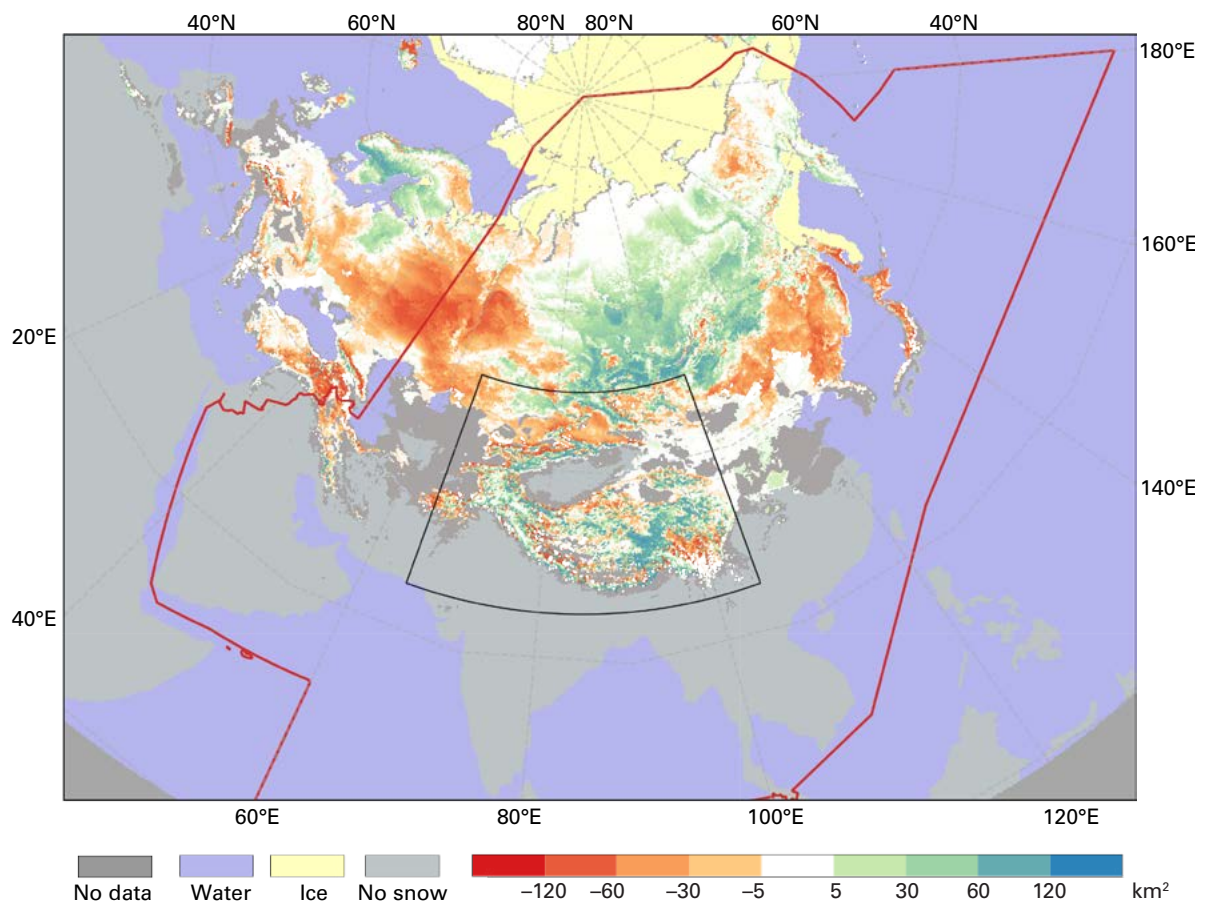 40°N 60°N 80°N 80°N 60°N 40°N
180°E
160°E
20°E
140°E
40°E
60°E 80°E 100°E 120°E
No data Water Ice No snow –120 –60 –30 –5 5 30 60 120 km²